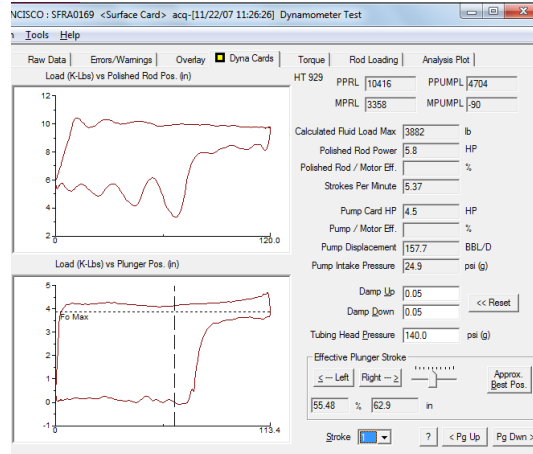 NCISCO : SFRA0169 <Surface Card> acq-[11/22/07 11:26:26] Dynamometer Test
Tools Help
Raw Data Errors/Warnings Overlay Dyna Cards Torque Rod Loading Analysis Plot
Load (K-Lbs) vs Polished Rod Pos. (in)
12
10
8
6
4
2
0 120.0
Load (K-Lbs) vs Plunger Pos. (in)
5
4
Fo Max
3
2
1
0
-1
0 113.4
HT 929 PPRL 10416 PPUMPL 4704
MPRL 3358 MPUMPL -90
Calculated Fluid Load Max 3882 lb
Polished Rod Power 5.8 HP
Polished Rod / Motor Eff. %
Strokes Per Minute 5.37
Pump Card HP 4.5 HP
Pump / Motor Eff. %
Pump Displacement 157.7 BBL/D
Pump Intake Pressure 24.9 psi (g)
Damp Up 0.05
Damp Down 0.05
<< Reset
Tubing Head Pressure 140.0 psi (g)
Effective Plunger Stroke
< --- Left Right --- > Approx. Best Pos.
55.48 % 62.9 in
Stroke 1 ? < Pg Up Pg Dwn >